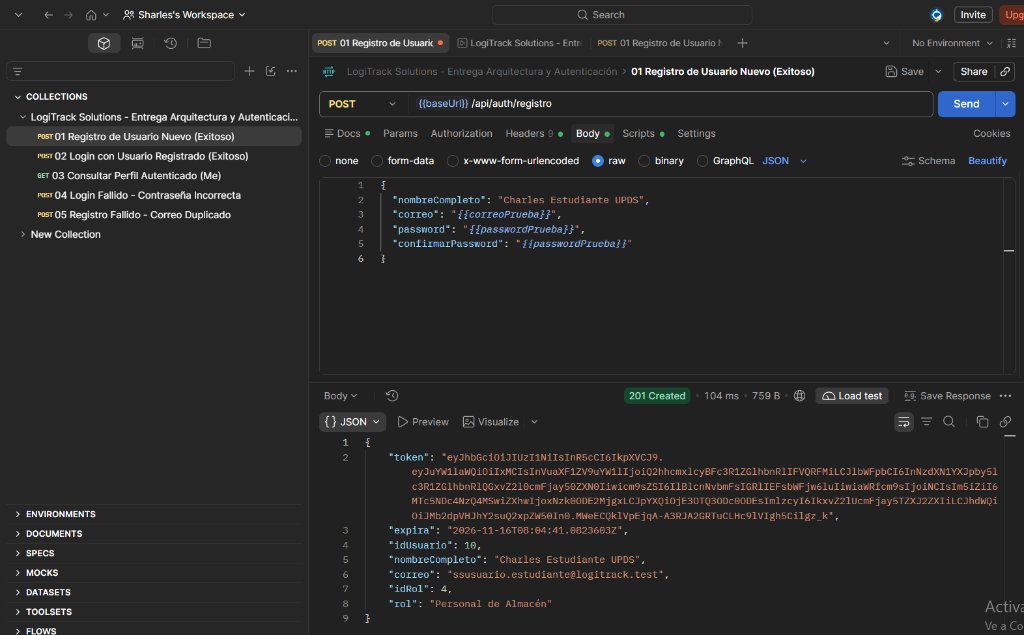 Sharles's Workspace
Search
Invite
Upg
POST 01 Registro de Usuaric
LogiTrack Solutions - Entre
POST 01 Registro de Usuario N
No Environment
LogiTrack Solutions - Entrega Arquitectura y Autenticación > 01 Registro de Usuario Nuevo (Exitoso)
Save
Share
COLLECTIONS
LogiTrack Solutions - Entrega Arquitectura y Autenticaci...
POST 01 Registro de Usuario Nuevo (Exitoso)
POST 02 Login con Usuario Registrado (Exitoso)
GET 03 Consultar Perfil Autenticado (Me)
POST 04 Login Fallido - Contraseña Incorrecta
POST 05 Registro Fallido - Correo Duplicado
New Collection
POST
{{baseUrl}} /api/auth/registro
Send
Docs
Params
Authorization
Headers 9
Body
Scripts
Settings
Cookies
none
form-data
x-www-form-urlencoded
raw
binary
GraphQL
JSON
Schema
Beautify
1 {
2 "nombreCompleto": "Charles Estudiante UPDS",
3 "correo": "{{correoPrueba}}",
4 "password": "{{passwordPrueba}}",
5 "confirmarPassword": "{{passwordPrueba}}"
6 }
Body
201 Created
104 ms
759 B
Load test
Save Response
{ } JSON
Preview
Visualize
1 {
2 "token": "eyJhbGciOiJIUzI1NiIsInR5cCI6IkpXVCJ9.
3 "expira": "2026-11-16T08:04:41.0823603Z",
4 "idUsuario": 10,
5 "nombreCompleto": "Charles Estudiante UPDS",
6 "correo": "ssusuario.estudiante@logitrack.test",
7 "idRol": 4,
8 "rol": "Personal de Almacén"
9 }
ENVIRONMENTS
DOCUMENTS
SPECS
MOCKS
DATASETS
TOOLSETS
FLOWS
Activa
Ve a Co